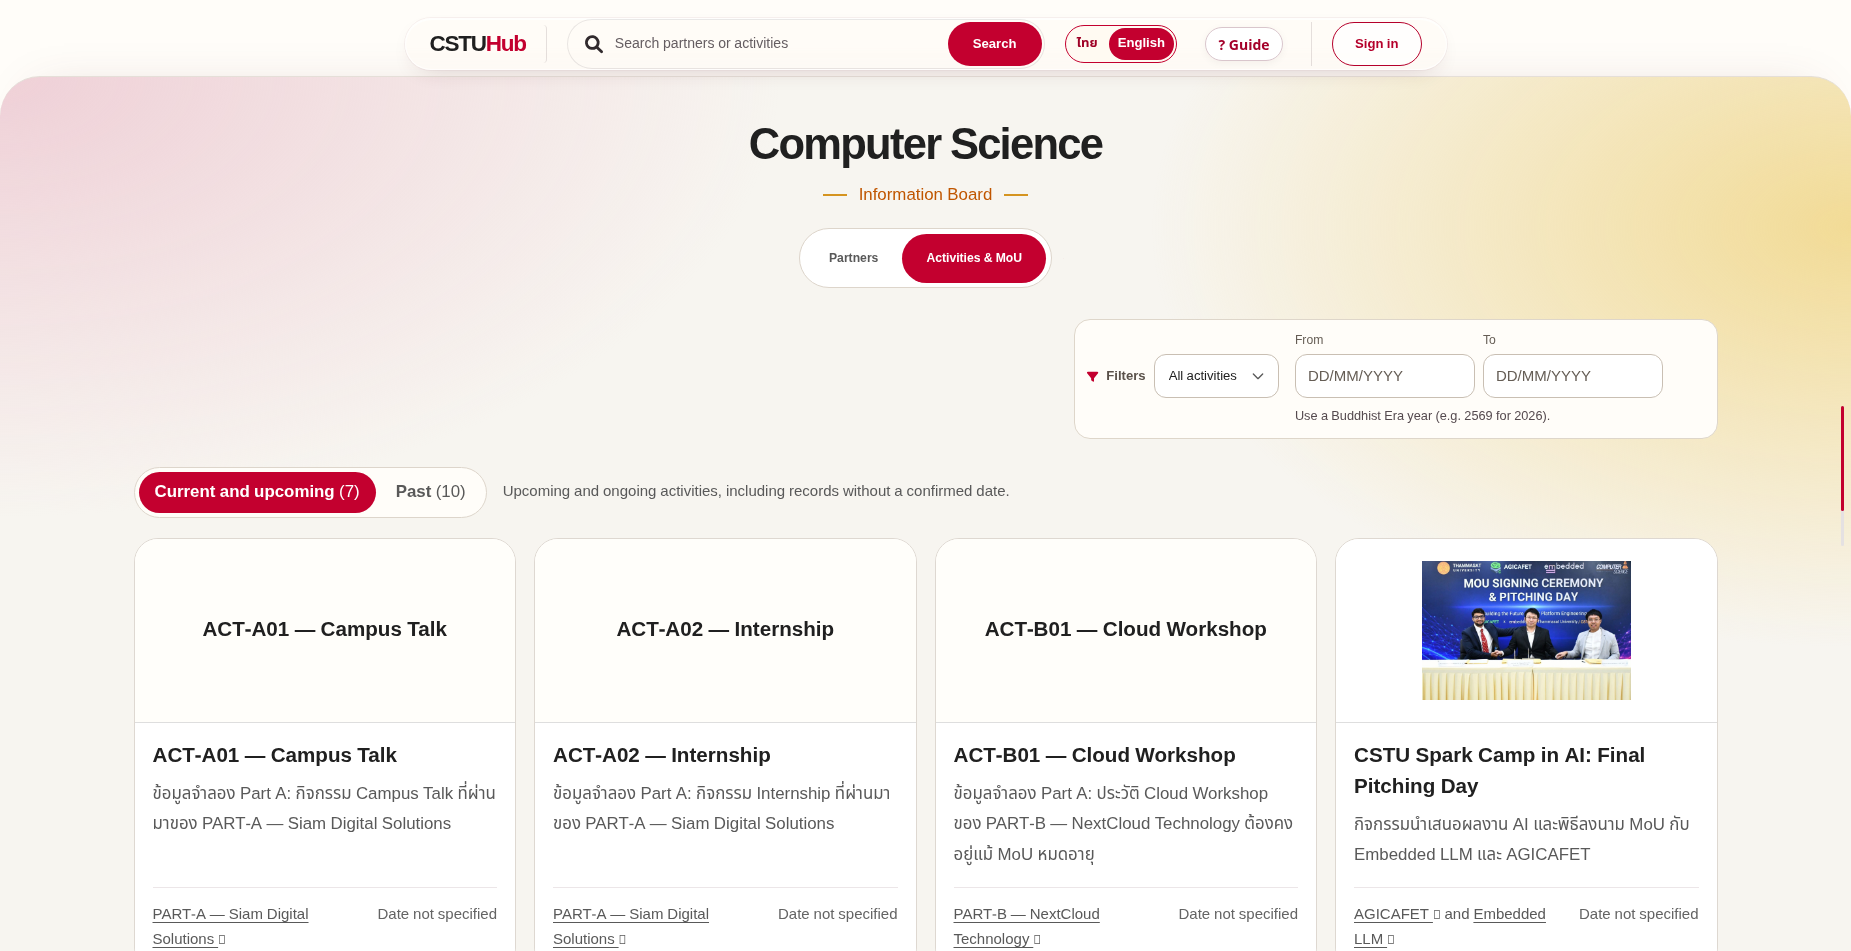 CSTUHub
Search partners or activities
Search
ไทย
English
? Guide
Sign in
Computer Science
Information Board
Partners
Activities & MoU
From
To
Filters
All activities
DD/MM/YYYY
DD/MM/YYYY
Use a Buddhist Era year (e.g. 2569 for 2026).
Current and upcoming (7)
Past (10)
Upcoming and ongoing activities, including records without a confirmed date.
ACT-A01 — Campus Talk
ACT-A01 — Campus Talk
ข้อมูลจำลอง Part A: กิจกรรม Campus Talk ที่ผ่าน
มาของ PART-A — Siam Digital Solutions
PART-A — Siam Digital
Solutions
Date not specified
ACT-A02 — Internship
ACT-A02 — Internship
ข้อมูลจำลอง Part A: กิจกรรม Internship ที่ผ่านมา
ของ PART-A — Siam Digital Solutions
PART-A — Siam Digital
Solutions
Date not specified
ACT-B01 — Cloud Workshop
ACT-B01 — Cloud Workshop
ข้อมูลจำลอง Part A: ประวัติ Cloud Workshop
ของ PART-B — NextCloud Technology ต้องคง
อยู่แม้ MoU หมดอายุ
PART-B — NextCloud
Technology
Date not specified
THAMMASAT
UNIVERSITY
AGICAFET
embedded
COMPUTER
MOU SIGNING CEREMONY
& PITCHING DAY
CSTU Spark Camp in AI: Final
Pitching Day
กิจกรรมนำเสนอผลงาน AI และพิธีลงนาม MoU กับ
Embedded LLM และ AGICAFET
AGICAFET and Embedded
LLM
Date not specified